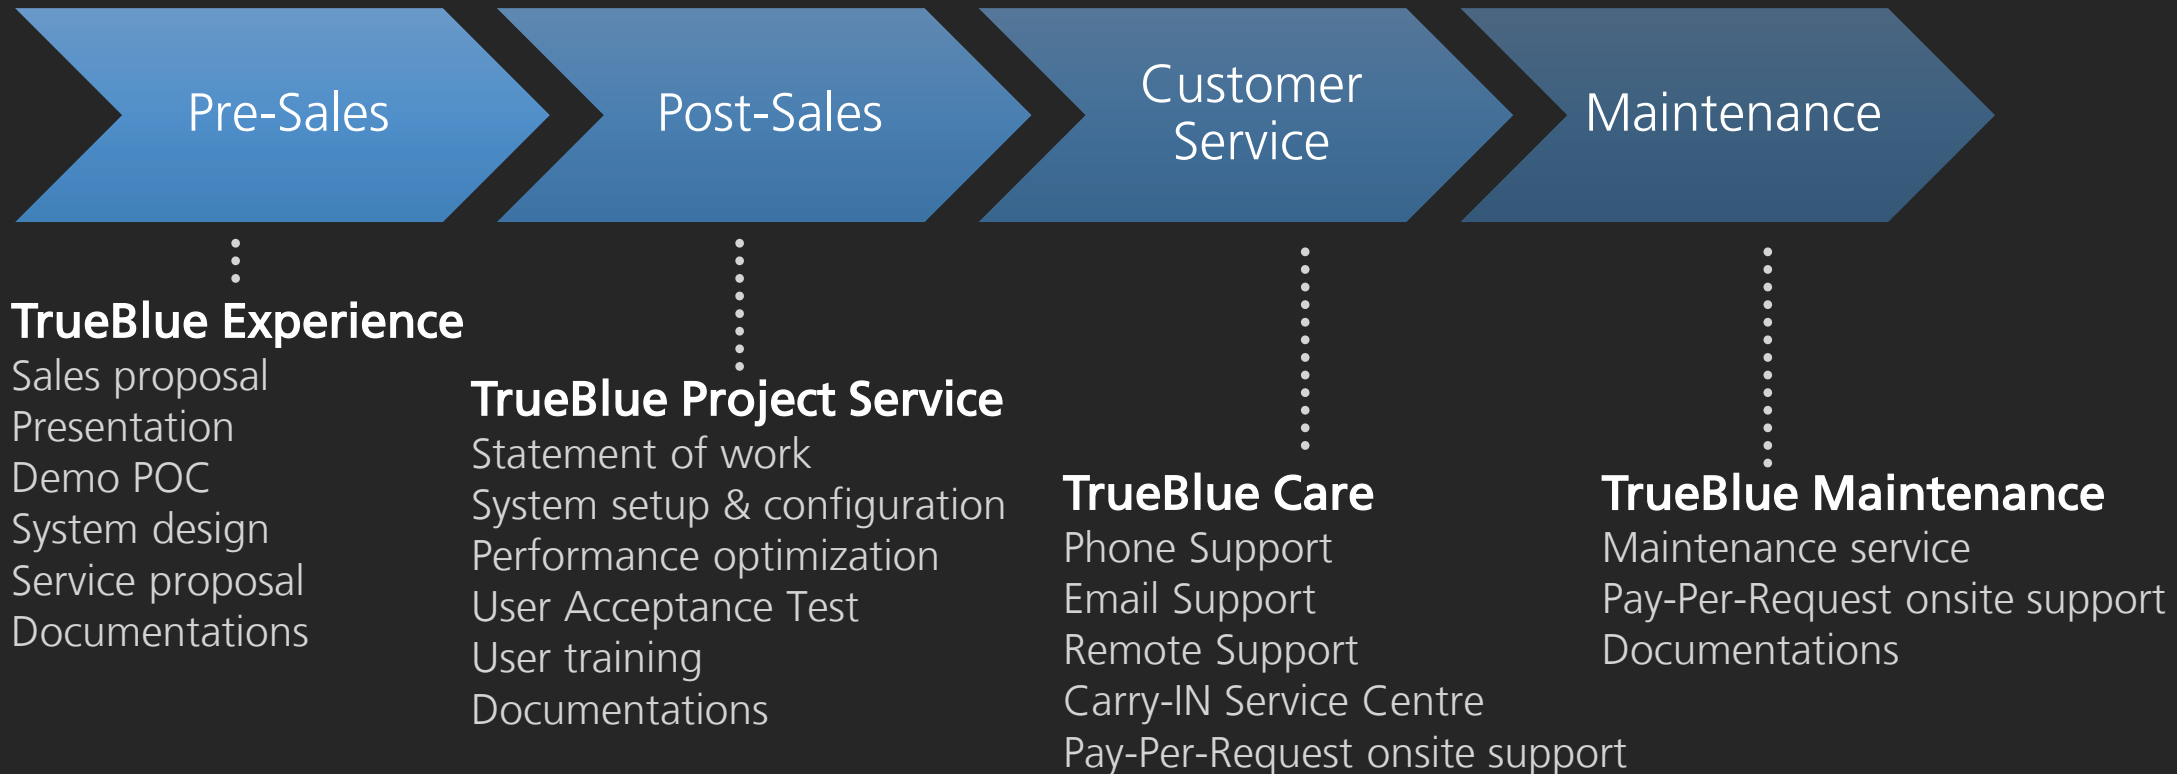 Pre-Sales
Post-Sales
Customer
Service
Maintenance
TrueBlue Experience
Sales proposal
Presentation
Demo POC
System design
Service proposal
Documentations
TrueBlue Project Service
Statement of work
System setup & configuration
Performance optimization
User Acceptance Test
User training
Documentations
TrueBlue Care
Phone Support
Email Support
Remote Support
Carry-IN Service Centre
Pay-Per-Request onsite support
TrueBlue Maintenance
Maintenance service
Pay-Per-Request onsite support
Documentations